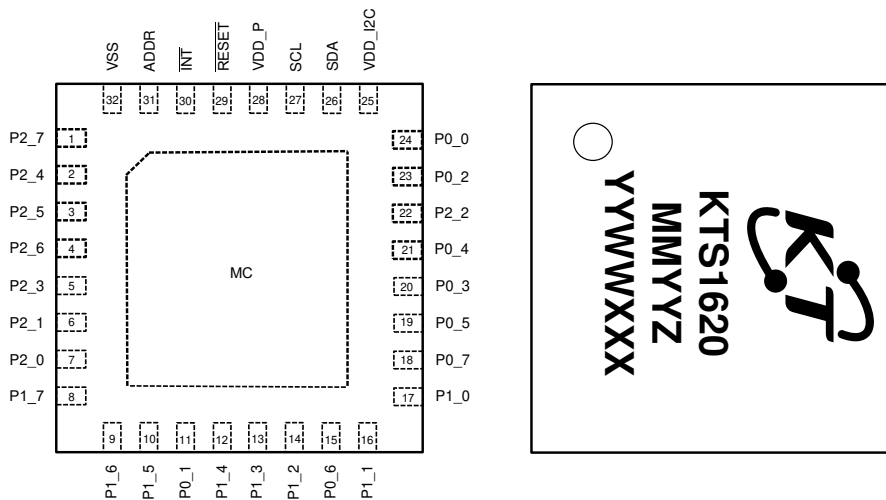 VSS ADDR INT RESET VDD_P SCL SDA VDD_I2C
32 31 30 29 28 27 26 25
P2_7 1 24 P0_0
P2_4 2 23 P0_2
P2_5 3 22 P2_2
P2_6 4 21 P0_4
MC
P2_3 5 20 P0_3
P2_1 6 19 P0_5
P2_0 7 18 P0_7
P1_7 8 17 P1_0
9 10 11 12 13 14 15 16
P1_6 P1_5 P0_1 P1_4 P1_3 P1_2 P0_6 P1_1
KT
KTS1620
MMYYZ
YYWWXXX